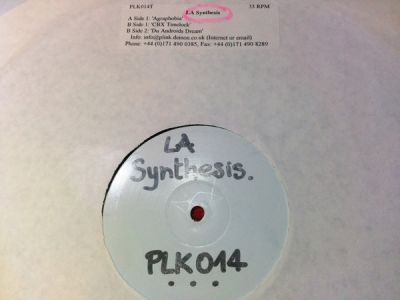 PLK014T 33 RPM
LA Synthesis
A Side 1: 'Agraphobia'
B Side 1: 'CBX Timelock'
B Side 2: 'Do Androids Dream'
Info: info@plink.demon.co.uk (Internet or email)
Phone: +44 (0)171 490 0385, Fax: +44 (0)171 490 8289
LA
Synthesis.
PLK014